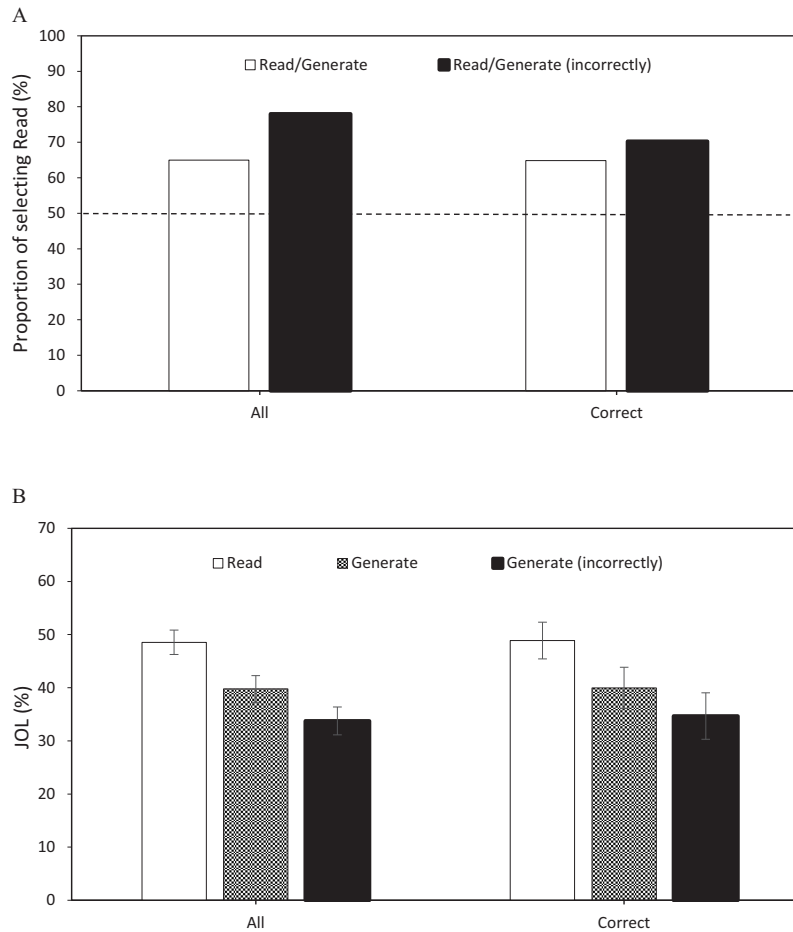 A
100
90
80
70
60
50
40
30
20
10
0
Proportion of selecting Read (%)
Read/Generate Read/Generate (incorrectly)
All Correct
B
70
60
50
40
30
20
10
0
JOL (%)
Read Generate Generate (incorrectly)
All Correct